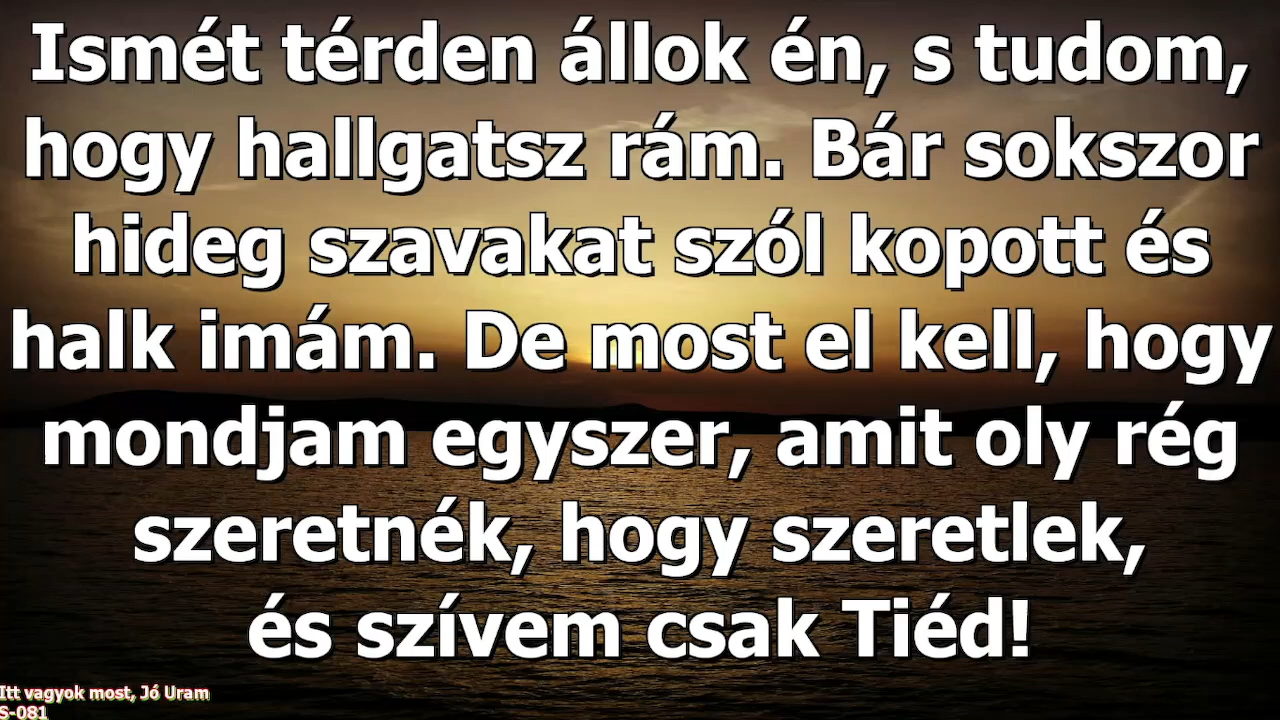 Ismét térden állok én, s tudom,
hogy hallgatsz rám. Bár sokszor
hideg szavakat szól kopott és
halk imám. De most el kell, hogy
mondjam egyszer, amit oly rég
szeretnék, hogy szeretlek,
és szívem csak Tiéd!
Itt vagyok most, Jó Uram
S-081